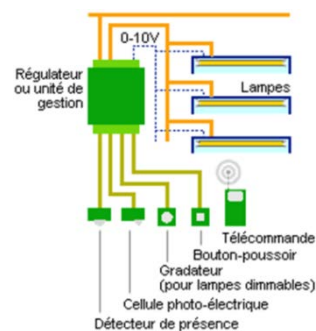 0-10V
Régulateur
ou unité de
gestion
Lampes
Télécommande
Bouton-poussoir
Gradateur
(pour lampes dimmables)
Cellule photo-électrique
Détecteur de présence